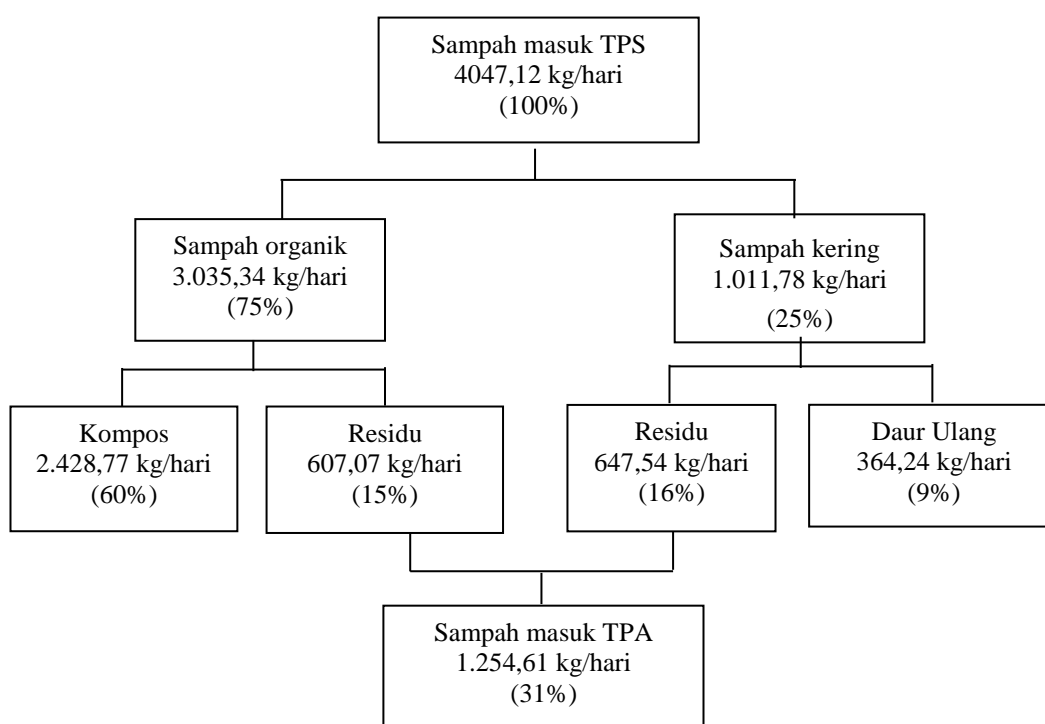 Sampah masuk TPS
4047,12 kg/hari
(100%)
Sampah organik
3.035,34 kg/hari
(75%)
Sampah kering
1.011,78 kg/hari
(25%)
Kompos
2.428,77 kg/hari
(60%)
Residu
607,07 kg/hari
(15%)
Residu
647,54 kg/hari
(16%)
Daur Ulang
364,24 kg/hari
(9%)
Sampah masuk TPA
1.254,61 kg/hari
(31%)